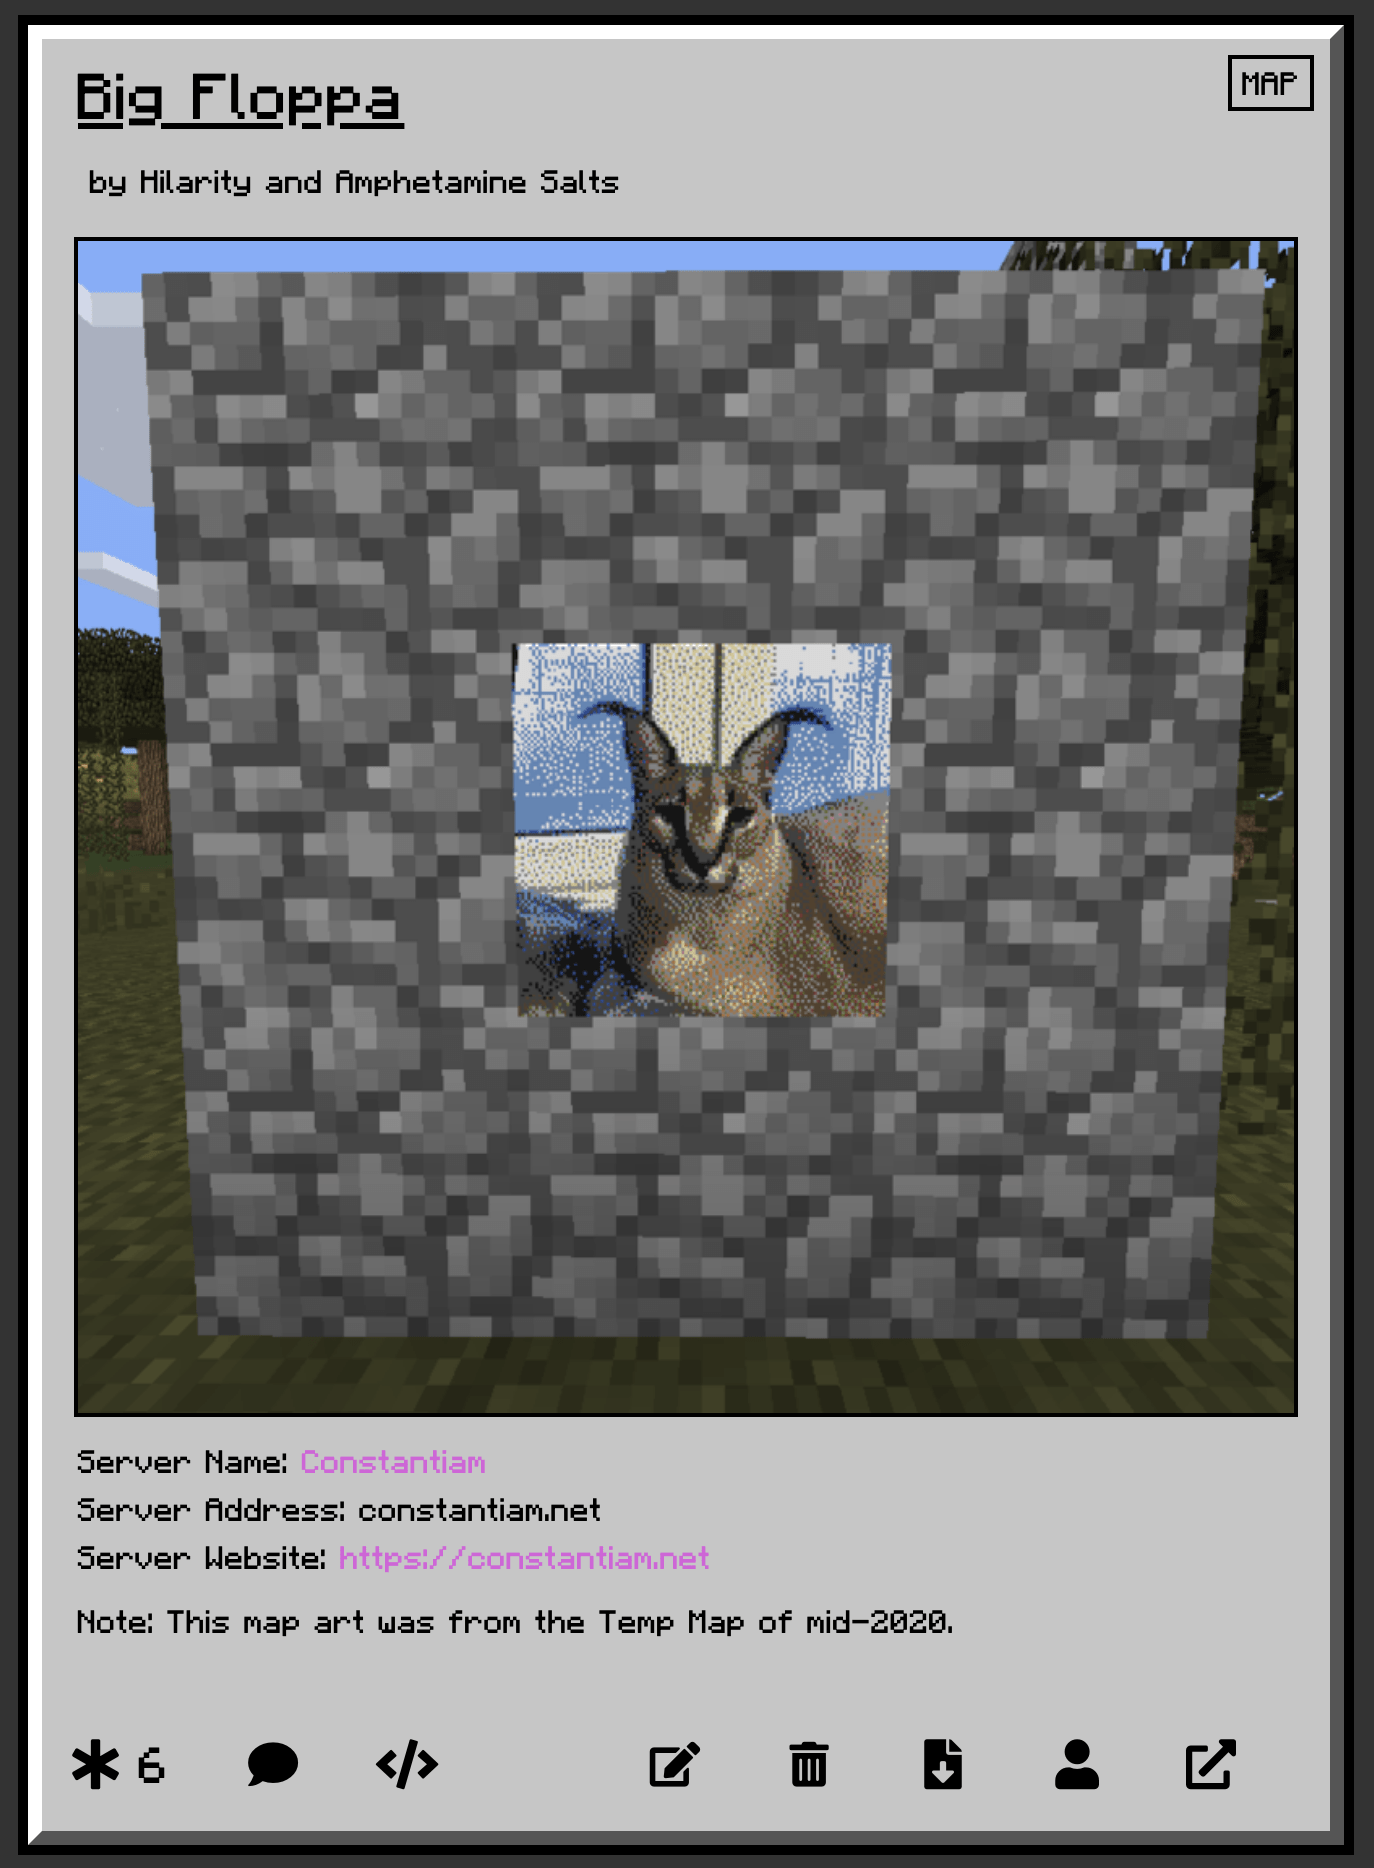 Big Floppa
MAP
by Hilarity and Amphetamine Salts
Server Name: Constantiam
Server Address: constantiam.net
Server Website: https://constantiam.net
Note: This map art was from the Temp Map of mid-2020.
6